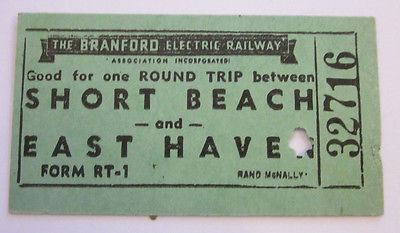 THE BRANFORD ELECTRIC RAILWAY
ASSOCIATION INCORPORATED
Good for one ROUND TRIP between
SHORT BEACH
— and —
EAST HAVEN
FORM RT-1
RAND McNALLY
32716